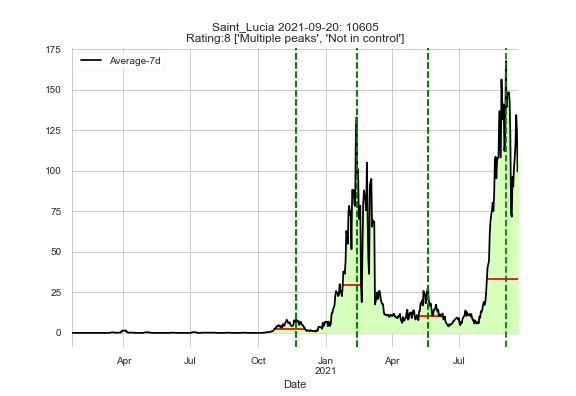 Saint_Lucia 2021-09-20: 10605
Rating:8 ['Multiple peaks', 'Not in control']
Average-7d
175
150
125
100
75
50
25
0
Apr Jul Oct Jan Apr Jul
2021
Date